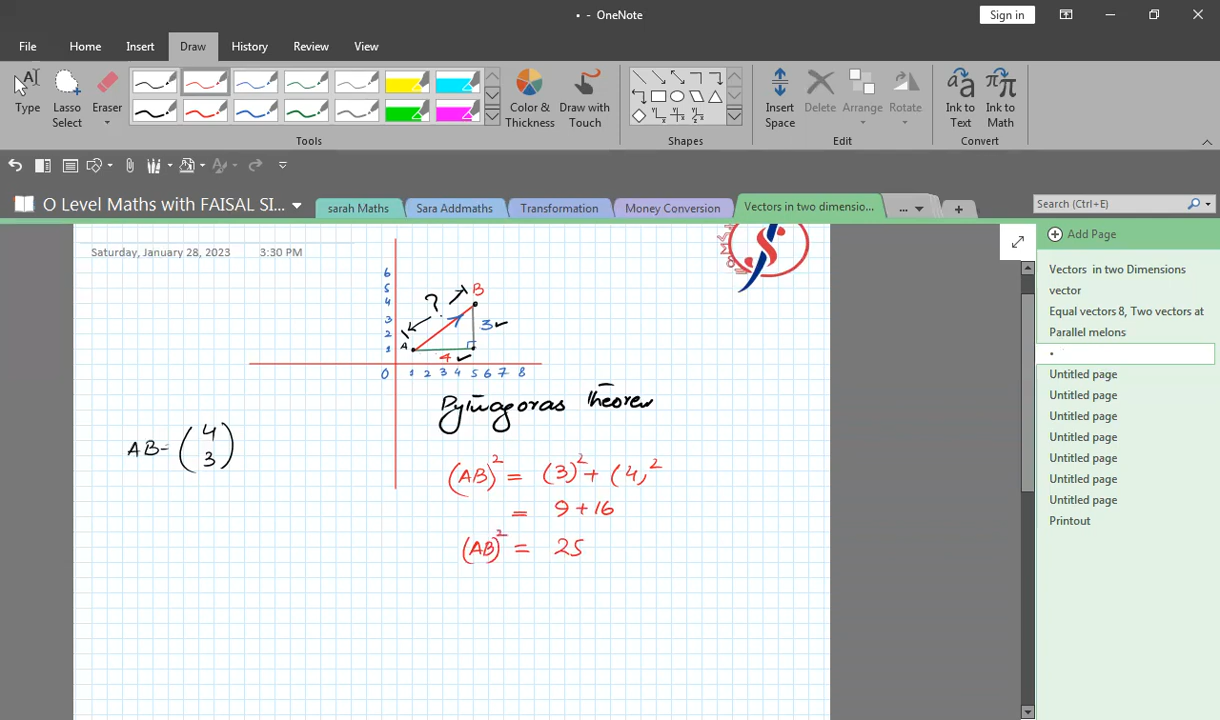 • - OneNote
Sign in
File Home Insert Draw History Review View
Type
Lasso Select
Eraser
Color & Thickness
Draw with Touch
Insert Space
Delete
Arrange
Rotate
Ink to Text
Ink to Math
Tools
Shapes
Edit
Convert
O Level Maths with FAISAL SI...
sarah Maths
Sara Addmaths
Transformation
Money Conversion
Vectors in two dimensio...
...
Search (Ctrl+E)
Add Page
Saturday, January 28, 2023 3:30 PM
Vectors in two Dimensions
vector
Equal vectors 8, Two vectors at
Parallel melons
•
Untitled page
Untitled page
Untitled page
Untitled page
Untitled page
Untitled page
Untitled page
Printout
6
5
4
3
2
1
0 1 2 3 4 5 6 7 8
?
B
A
3
4
Pythagoras Theorem
AB= (4
3)
(AB)² = (3)² + (4,²
= 9 + 16
(AB)² = 25